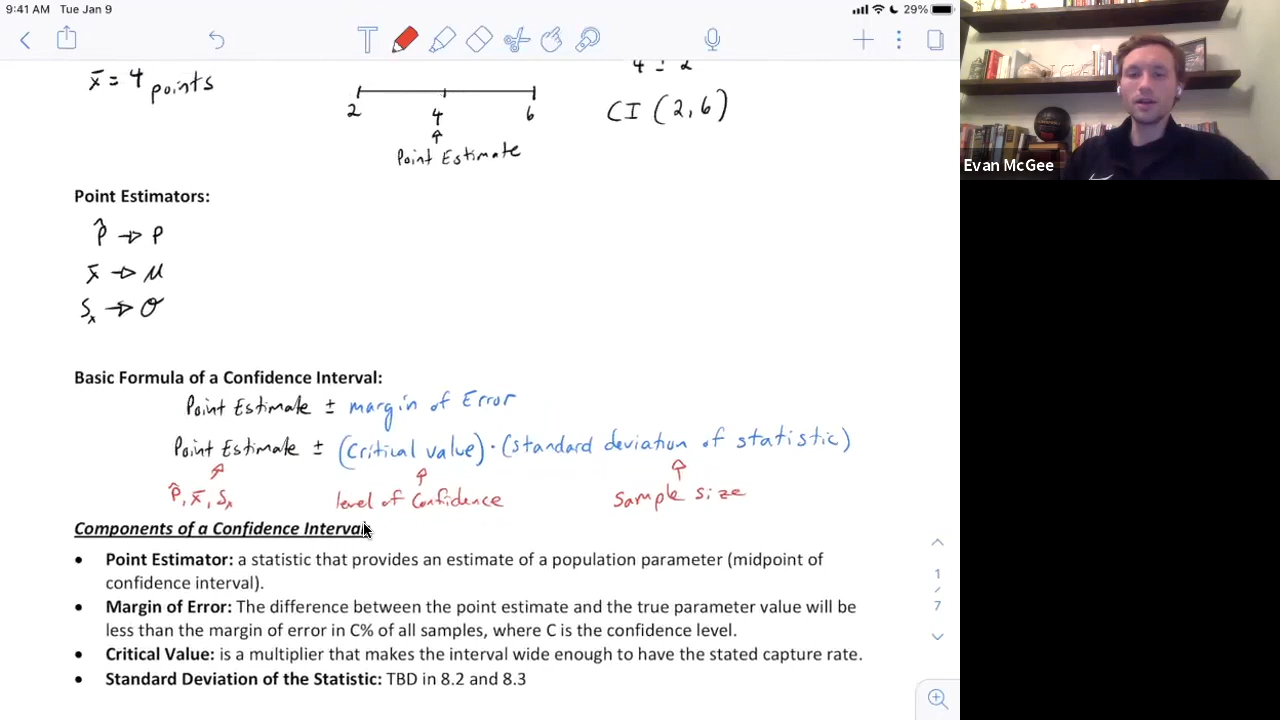 9:41 AM Tue Jan 9
29%
x̄ = 4 points
4 ± 2
2 4 6
CI (2,6)
Point Estimate
Evan McGee
Point Estimators:
p̂ → p
x̄ → μ
Sx → σ
Basic Formula of a Confidence Interval:
Point Estimate ± margin of Error
Point Estimate ± (critical value) · (standard deviation of statistic)
p̂, x̄, Sx level of Confidence Sample size
Components of a Confidence Interval
• Point Estimator: a statistic that provides an estimate of a population parameter (midpoint of
confidence interval).
• Margin of Error: The difference between the point estimate and the true parameter value will be
less than the margin of error in C% of all samples, where C is the confidence level.
• Critical Value: is a multiplier that makes the interval wide enough to have the stated capture rate.
• Standard Deviation of the Statistic: TBD in 8.2 and 8.3
1
/
7